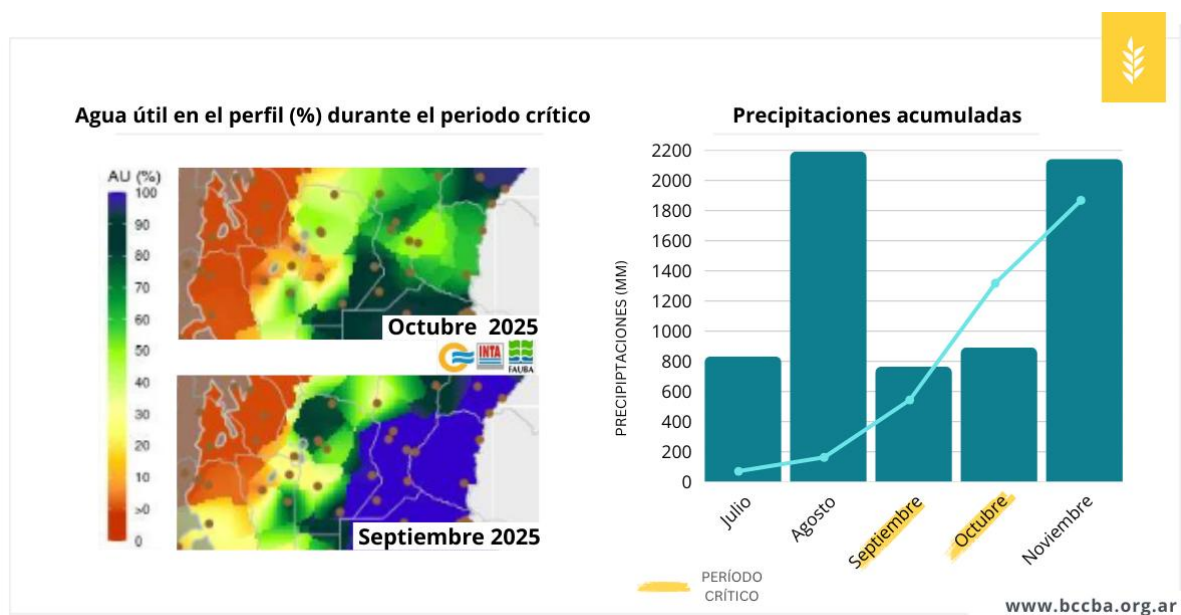 Agua útil en el perfil (%) durante el periodo crítico
AU (%)
100
90
80
70
60
50
40
30
20
10
>0
0
Octubre 2025
INTA
FAUBA
Septiembre 2025
Precipitaciones acumuladas
PRECIPIPTACIONES (MM)
2200
2000
1800
1600
1400
1200
1000
800
600
400
200
0
Julio
Agosto
Septiembre
Octubre
Noviembre
PERÍODO
CRÍTICO
www.bccba.org.ar